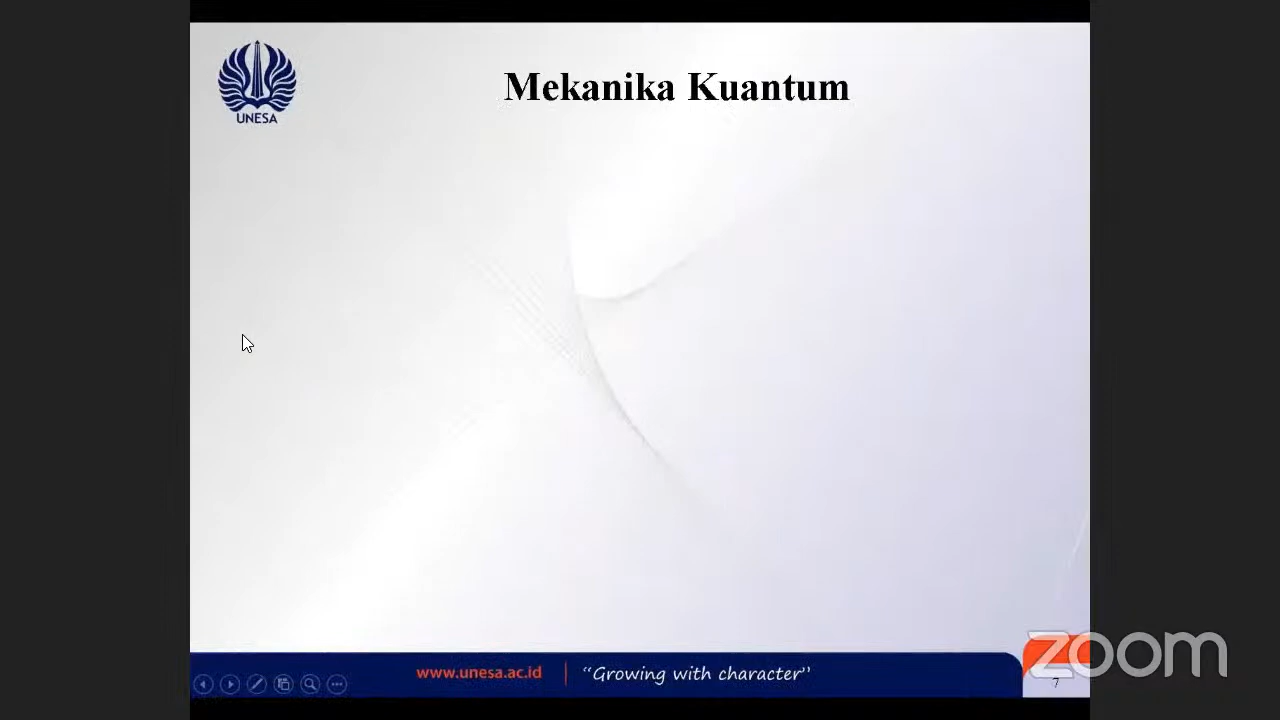 Mekanika Kuantum
UNESA
www.unesa.ac.id
“Growing with character”
zoom
7